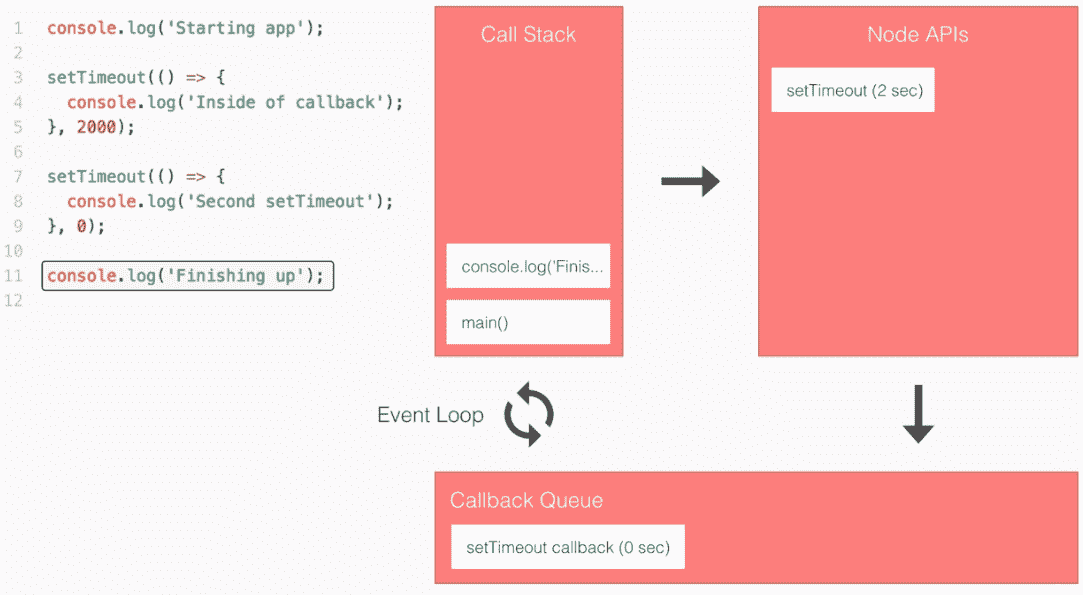 1 console.log('Starting app');
2
3 setTimeout(() => {
4 console.log('Inside of callback');
5 }, 2000);
6
7 setTimeout(() => {
8 console.log('Second setTimeout');
9 }, 0);
10
11 console.log('Finishing up');
12
Call Stack
console.log('Finis...
main()
Node APIs
setTimeout (2 sec)
Event Loop
Callback Queue
setTimeout callback (0 sec)